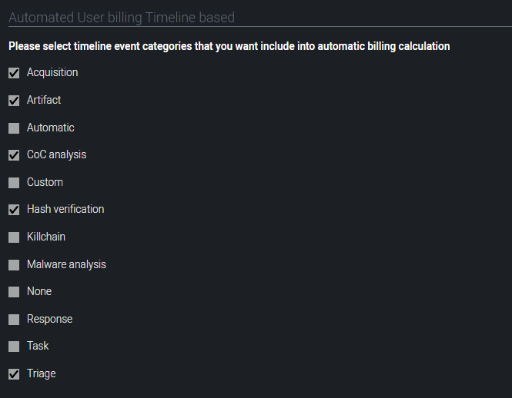 Automated User billing Timeline based
Please select timeline event categories that you want include into automatic billing calculation
Acquisition
Artifact
Automatic
CoC analysis
Custom
Hash verification
Killchain
Malware analysis
None
Response
Task
Triage